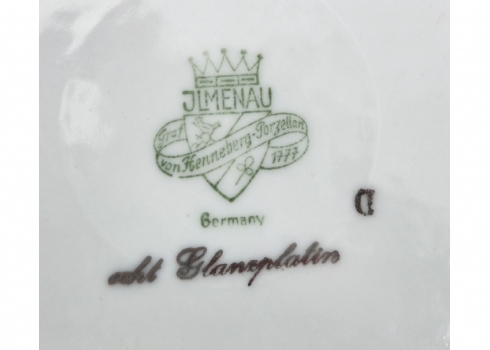 JLMENAU
Graf
von Henneberg-Porzellan
1777
Germany
D
echt Glanzplatin